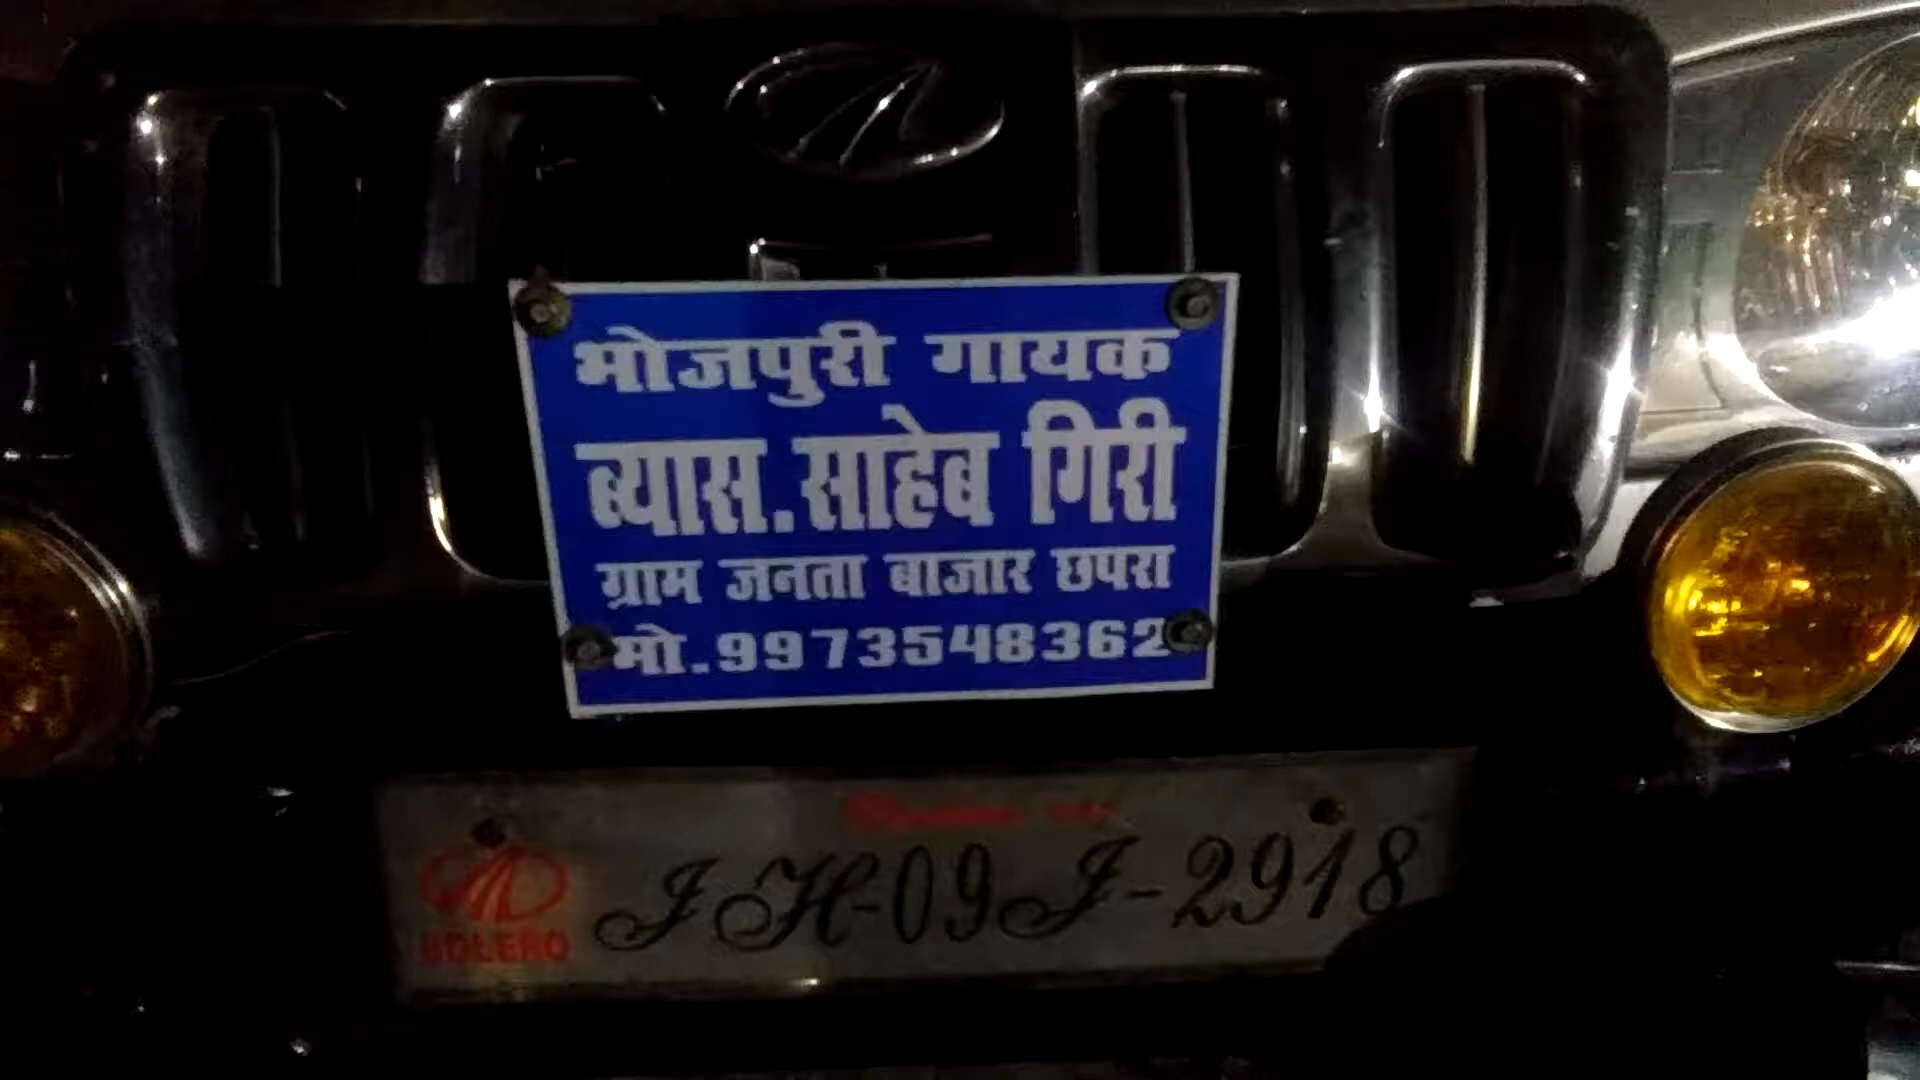 भोजपुरी गायक
ब्यास.साहेब गिरी
ग्राम जनता बाजार छपरा
मो.9973548362
JH-09J-2918
BOLERO